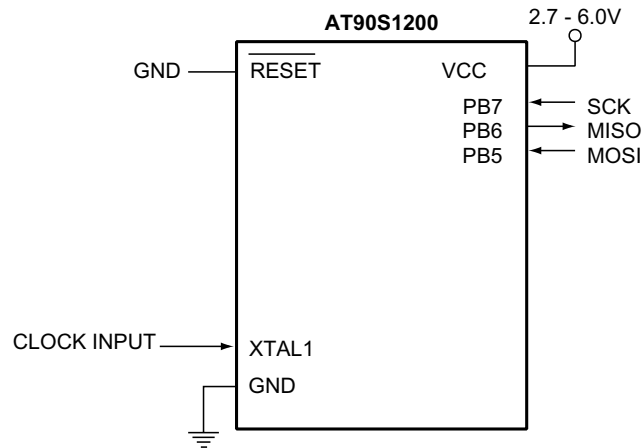 AT90S1200
2.7 - 6.0V
GND
RESET
VCC
PB7
SCK
PB6
MISO
PB5
MOSI
CLOCK INPUT
XTAL1
GND